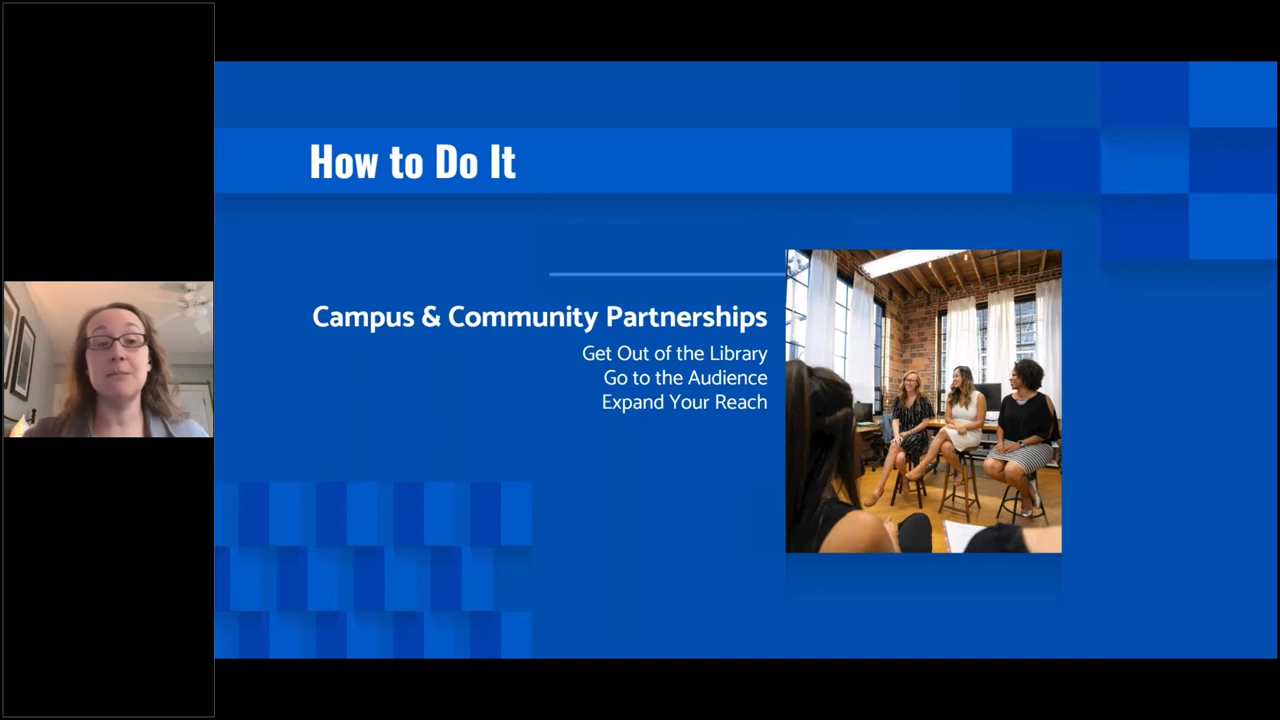 How to Do It
Campus & Community Partnerships
Get Out of the Library
Go to the Audience
Expand Your Reach